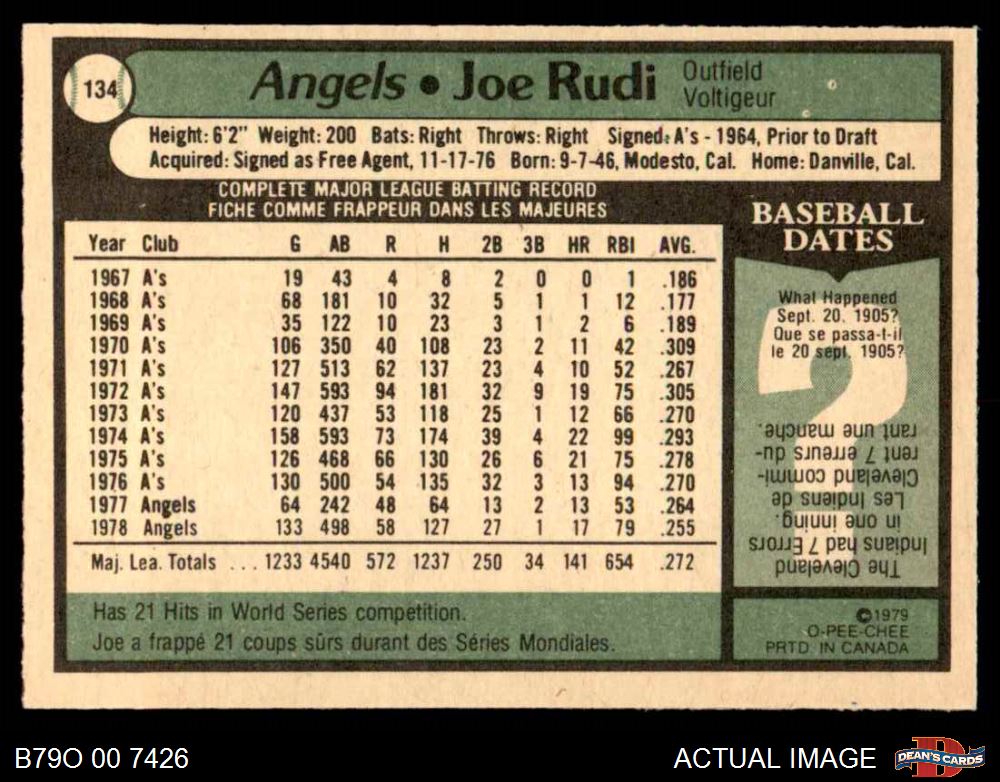 134
Angels • Joe Rudi
Outfield
Voltigeur
Height: 6'2" Weight: 200 Bats: Right Throws: Right Signed: A's - 1964, Prior to Draft
Acquired: Signed as Free Agent, 11-17-76 Born: 9-7-46, Modesto, Cal. Home: Danville, Cal.
COMPLETE MAJOR LEAGUE BATTING RECORD
FICHE COMME FRAPPEUR DANS LES MAJEURES
Year Club G AB R H 2B 3B HR RBI AVG.
1967 A's 19 43 4 8 2 0 0 1 .186
1968 A's 68 181 10 32 5 1 1 12 .177
1969 A's 35 122 10 23 3 1 2 6 .189
1970 A's 106 350 40 108 23 2 11 42 .309
1971 A's 127 513 62 137 23 4 10 52 .267
1972 A's 147 593 94 181 32 9 19 75 .305
1973 A's 120 437 53 118 25 1 12 66 .270
1974 A's 158 593 73 174 39 4 22 99 .293
1975 A's 126 468 66 130 26 6 21 75 .278
1976 A's 130 500 54 135 32 3 13 94 .270
1977 Angels 64 242 48 64 13 2 13 53 .264
1978 Angels 133 498 58 127 27 1 17 79 .255
Maj. Lea. Totals ... 1233 4540 572 1237 250 34 141 654 .272
Has 21 Hits in World Series competition.
Joe a frappé 21 coups sûrs durant des Séries Mondiales.
BASEBALL
DATES
What Happened
Sept. 20, 1905?
Que se passa-t-il
le 20 sept. 1905?
The Cleveland
Indians had 7 Errors
in one inning.
Les Indiens de
Cleveland commi-
rent 7 erreurs du-
rant une manche.
©1979
O-PEE-CHEE
PRTD. IN CANADA
B79O 00 7426
ACTUAL IMAGE
DEAN'S CARDS